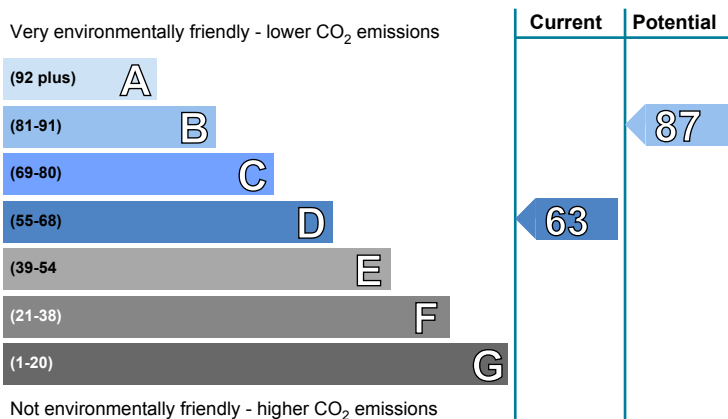 Current Potential
Very environmentally friendly - lower CO2 emissions
(92 plus) A
(81-91) B 87
(69-80) C
(55-68) D 63
(39-54 E
(21-38) F
(1-20) G
Not environmentally friendly - higher CO2 emissions